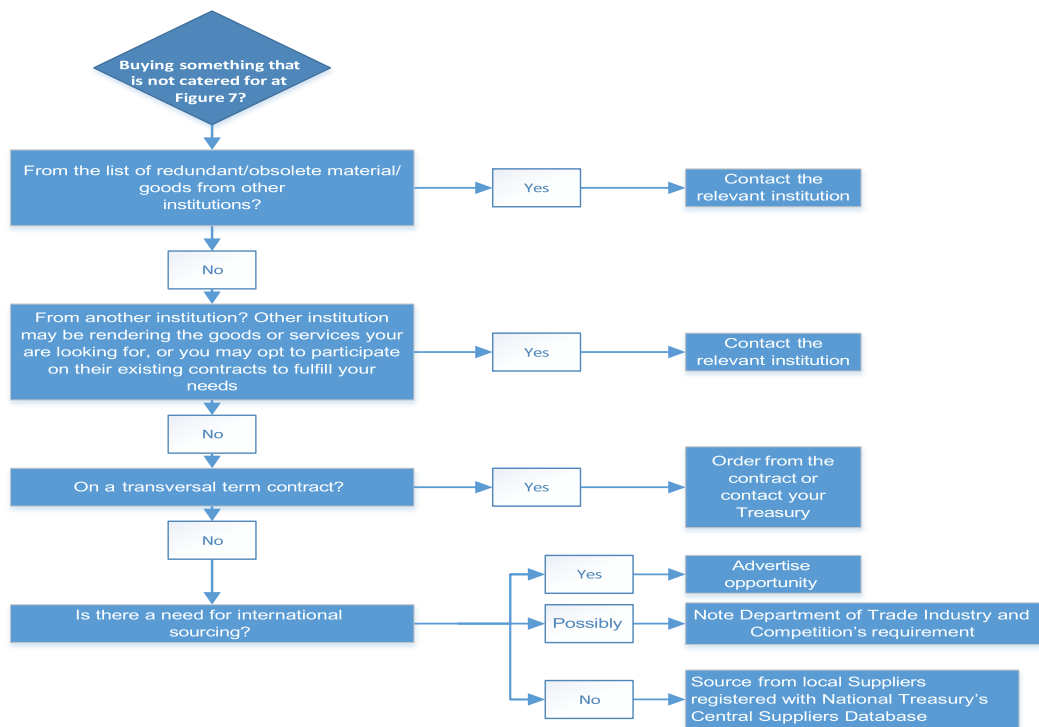 Buying something that
is not catered for at
Figure 7?
From the list of redundant/obsolete material/
goods from other
institutions?
Yes
Contact the
relevant institution
No
From another institution? Other institution
may be rendering the goods or services your
are looking for, or you may opt to participate
on their existing contracts to fulfill your
needs
Yes
Contact the
relevant institution
No
On a transversal term contract?
Yes
Order from the
contract or
contact your
Treasury
No
Is there a need for international
sourcing?
Yes
Advertise
opportunity
Possibly
Note Department of Trade Industry and
Competition's requirement
No
Source from local Suppliers
registered with National Treasury's
Central Suppliers Database